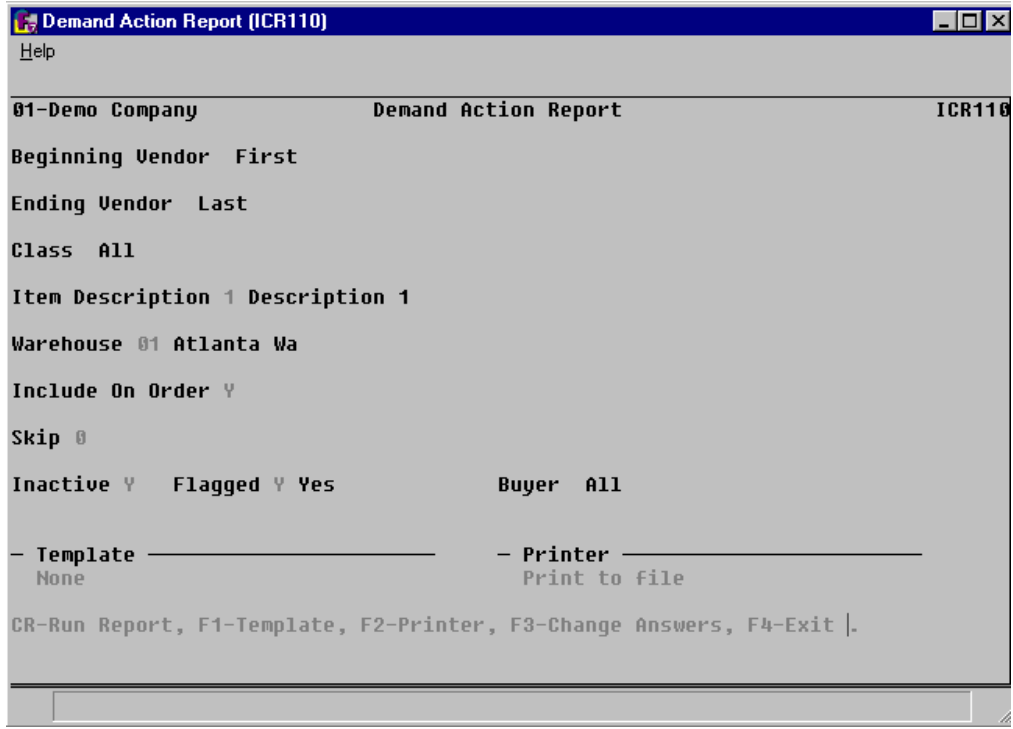 Demand Action Report (ICR110)
Help
01-Demo Company Demand Action Report ICR110
Beginning Vendor First
Ending Vendor Last
Class All
Item Description 1 Description 1
Warehouse 01 Atlanta Wa
Include On Order Y
Skip 0
Inactive Y Flagged Y Yes Buyer All
Template Printer
None Print to file
CR-Run Report, F1-Template, F2-Printer, F3-Change Answers, F4-Exit .